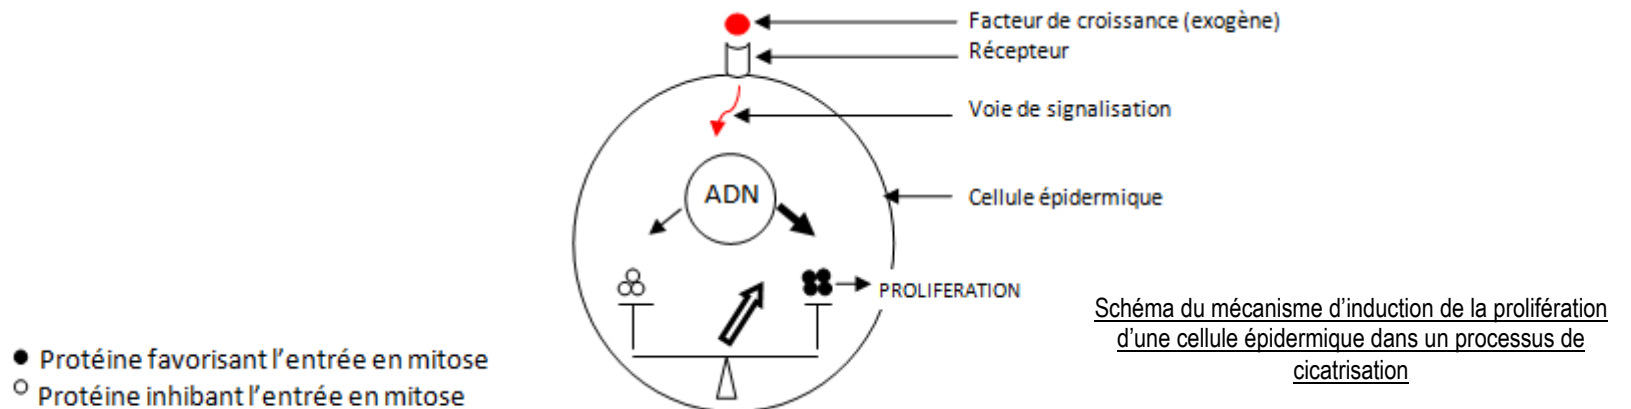 Facteur de croissance (exogène)
Récepteur
Voie de signalisation
ADN
Cellule épidermique
PROLIFERATION
Schéma du mécanisme d’induction de la prolifération
d’une cellule épidermique dans un processus de
cicatrisation
Protéine favorisant l’entrée en mitose
Protéine inhibant l’entrée en mitose